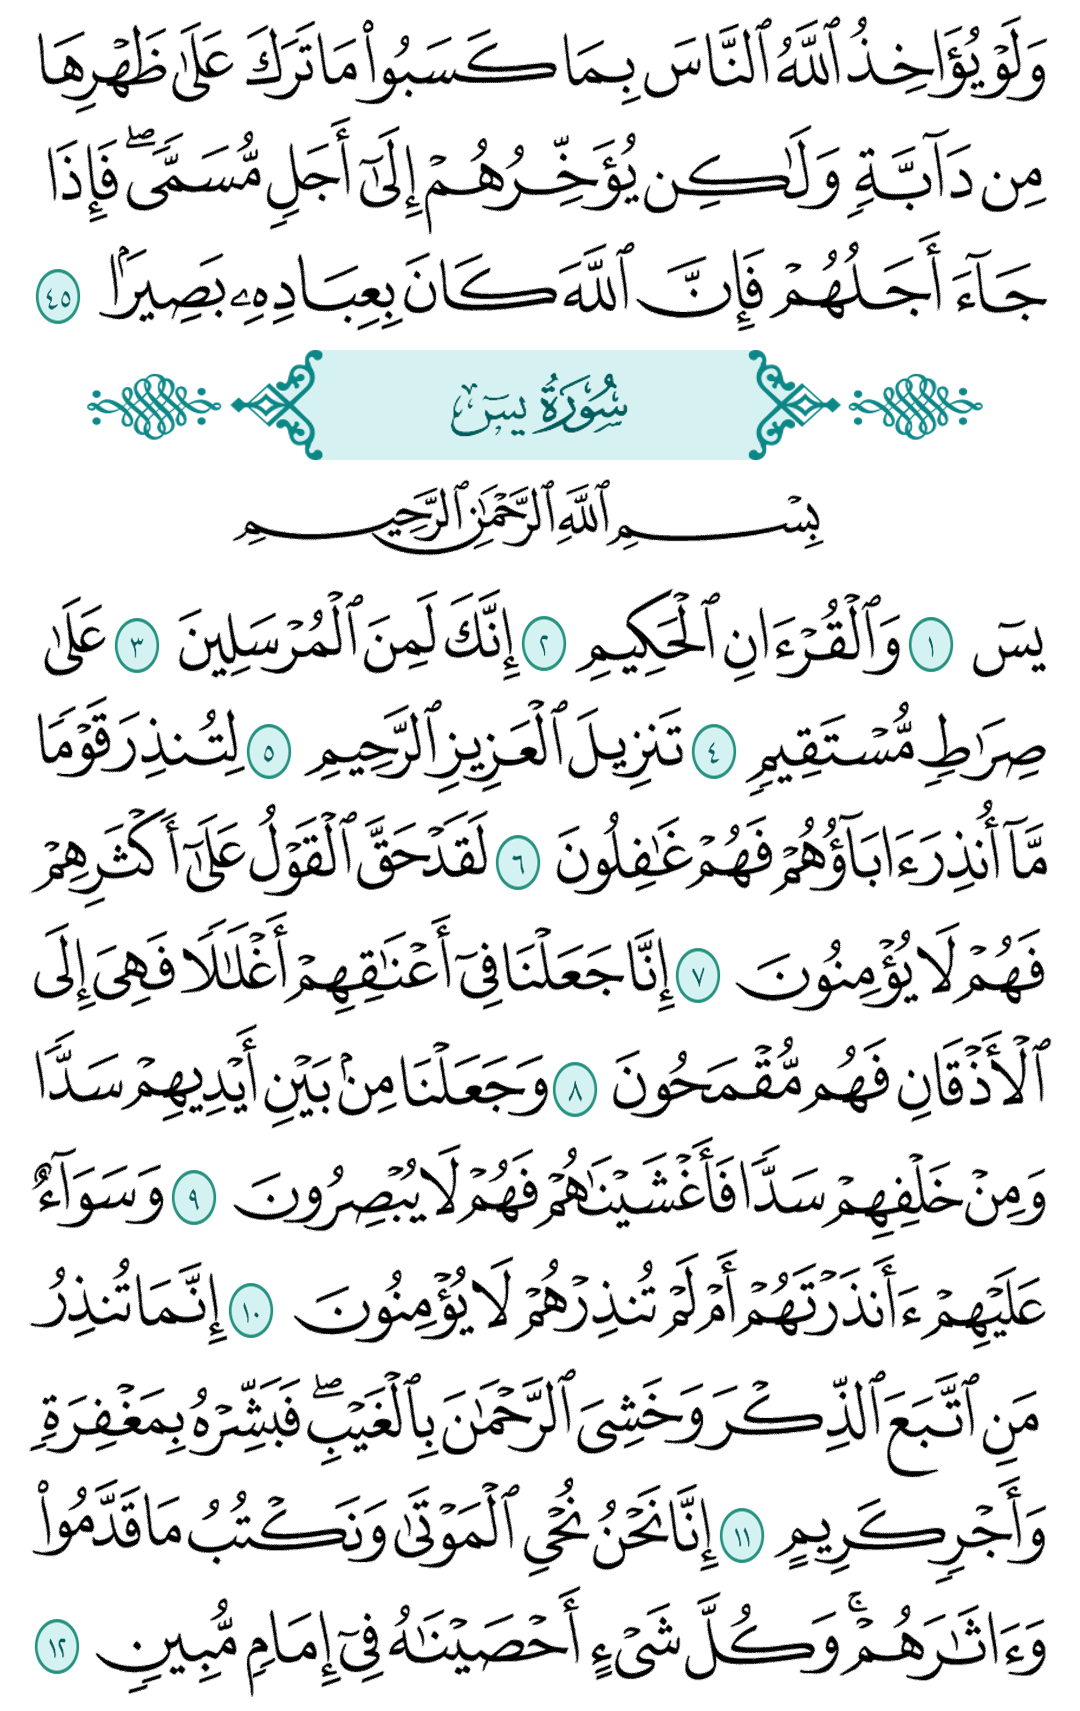 وَلَوْ يُؤَاخِذُ ٱللَّهُ ٱلنَّاسَ بِمَا كَسَبُوا۟ مَا تَرَكَ عَلَىٰ ظَهْرِهَا
مِن دَآبَّةٍ وَلَٰكِن يُؤَخِّرُهُمْ إِلَىٰٓ أَجَلٍ مُّسَمًّى ۖ فَإِذَا
جَآءَ أَجَلُهُمْ فَإِنَّ ٱللَّهَ كَانَ بِعِبَادِهِۦ بَصِيرًۢا ٤٥
سُورَةُ يسٓ
بِسْمِ ٱللَّهِ ٱلرَّحْمَٰنِ ٱلرَّحِيمِ
يسٓ ١ وَٱلْقُرْءَانِ ٱلْحَكِيمِ ٢ إِنَّكَ لَمِنَ ٱلْمُرْسَلِينَ ٣ عَلَىٰ
صِرَٰطٍ مُّسْتَقِيمٍ ٤ تَنزِيلَ ٱلْعَزِيزِ ٱلرَّحِيمِ ٥ لِتُنذِرَ قَوْمًا
مَّآ أُنذِرَ ءَابَآؤُهُمْ فَهُمْ غَٰفِلُونَ ٦ لَقَدْ حَقَّ ٱلْقَوْلُ عَلَىٰٓ أَكْثَرِهِمْ
فَهُمْ لَا يُؤْمِنُونَ ٧ إِنَّا جَعَلْنَا فِىٓ أَعْنَٰقِهِمْ أَغْلَٰلًا فَهِىَ إِلَى
ٱلْأَذْقَانِ فَهُم مُّقْمَحُونَ ٨ وَجَعَلْنَا مِنۢ بَيْنِ أَيْدِيهِمْ سَدًّا
وَمِنْ خَلْفِهِمْ سَدًّا فَأَغْشَيْنَٰهُمْ فَهُمْ لَا يُبْصِرُونَ ٩ وَسَوَآءٌ
عَلَيْهِمْ ءَأَنذَرْتَهُمْ أَمْ لَمْ تُنذِرْهُمْ لَا يُؤْمِنُونَ ١٠ إِنَّمَا تُنذِرُ
مَنِ ٱتَّبَعَ ٱلذِّكْرَ وَخَشِىَ ٱلرَّحْمَٰنَ بِٱلْغَيْبِ ۖ فَبَشِّرْهُ بِمَغْفِرَةٍ
وَأَجْرٍ كَرِيمٍ ١١ إِنَّا نَحْنُ نُحْىِ ٱلْمَوْتَىٰ وَنَكْتُبُ مَا قَدَّمُوا۟
وَءَاثَٰرَهُمْ ۚ وَكُلَّ شَىْءٍ أَحْصَيْنَٰهُ فِىٓ إِمَامٍ مُّبِينٍ ١٢